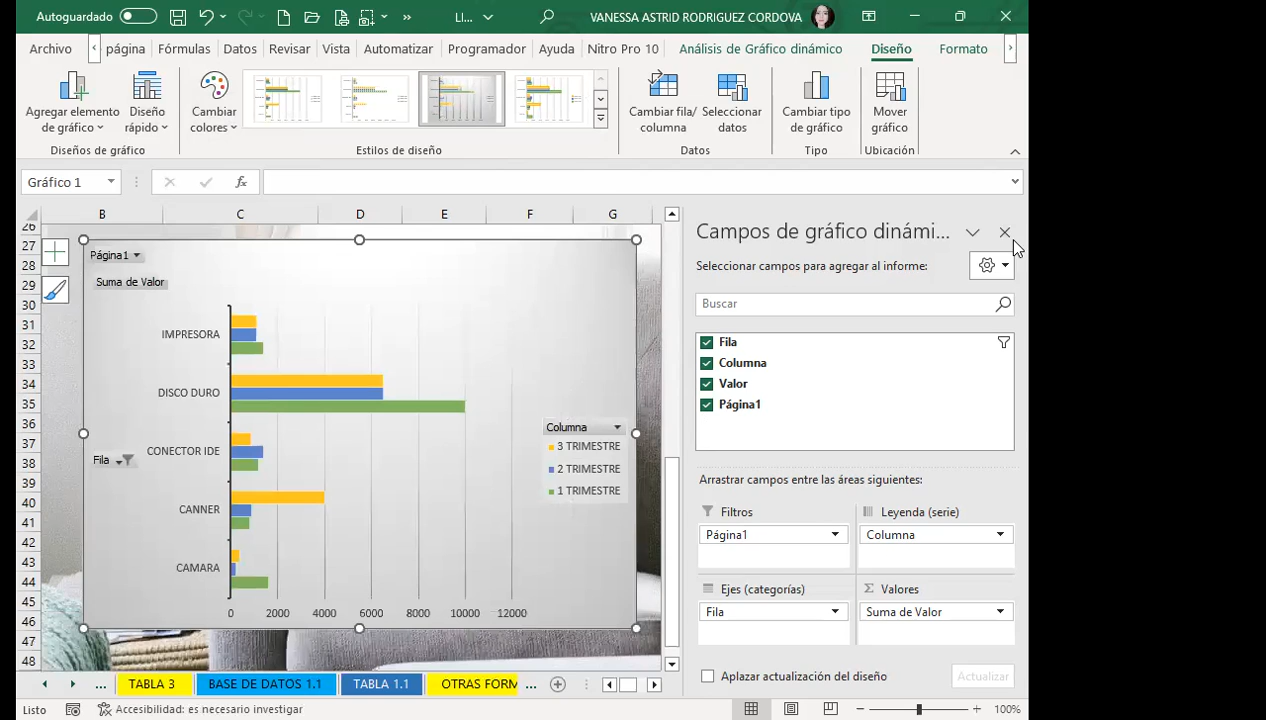 Autoguardado
LI...
VANESSA ASTRID RODRIGUEZ CORDOVA
Archivo
página
Fórmulas
Datos
Revisar
Vista
Automatizar
Programador
Ayuda
Nitro Pro 10
Análisis de Gráfico dinámico
Diseño
Formato
Agregar elemento
de gráfico
Diseño
rápido
Cambiar
colores
Cambiar fila/
columna
Seleccionar
datos
Cambiar tipo
de gráfico
Mover
gráfico
Diseños de gráfico
Estilos de diseño
Datos
Tipo
Ubicación
Gráfico 1
fx
B C D E F G
26
27
28
29
30
31
32
33
34
35
36
37
38
39
40
41
42
43
44
45
46
47
48
Página1
Suma de Valor
IMPRESORA
DISCO DURO
CONECTOR IDE
CANNER
CAMARA
Fila
0 2000 4000 6000 8000 10000 12000
Columna
3 TRIMESTRE
2 TRIMESTRE
1 TRIMESTRE
Campos de gráfico dinámi...
Seleccionar campos para agregar al informe:
Buscar
Fila
Columna
Valor
Página1
Arrastrar campos entre las áreas siguientes:
Filtros
Página1
Leyenda (serie)
Columna
Ejes (categorías)
Fila
Σ Valores
Suma de Valor
Aplazar actualización del diseño
Actualizar
...
TABLA 3
BASE DE DATOS 1.1
TABLA 1.1
OTRAS FORM
...
Listo
Accesibilidad: es necesario investigar
100%